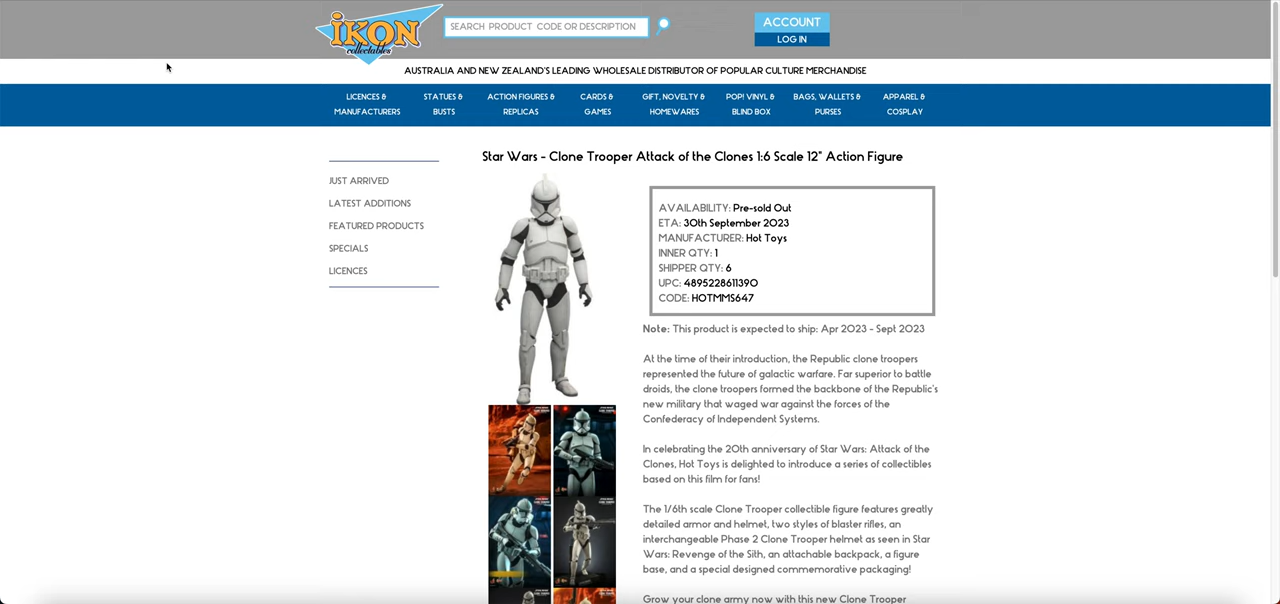 iKON
collectables
SEARCH PRODUCT CODE OR DESCRIPTION
ACCOUNT
LOG IN
AUSTRALIA AND NEW ZEALAND'S LEADING WHOLESALE DISTRIBUTOR OF POPULAR CULTURE MERCHANDISE
LICENCES &
MANUFACTURERS
STATUES &
BUSTS
ACTION FIGURES &
REPLICAS
CARDS &
GAMES
GIFT, NOVELTY &
HOMEWARES
POP! VINYL &
BLIND BOX
BAGS, WALLETS &
PURSES
APPAREL &
COSPLAY
JUST ARRIVED
LATEST ADDITIONS
FEATURED PRODUCTS
SPECIALS
LICENCES
Star Wars - Clone Trooper Attack of the Clones 1:6 Scale 12" Action Figure
AVAILABILITY: Pre-sold Out
ETA: 30th September 2023
MANUFACTURER: Hot Toys
INNER QTY: 1
SHIPPER QTY: 6
UPC: 4895228611390
CODE: HOTMMS647
Note: This product is expected to ship: Apr 2023 - Sept 2023
At the time of their introduction, the Republic clone troopers
represented the future of galactic warfare. Far superior to battle
droids, the clone troopers formed the backbone of the Republic's
new military that waged war against the forces of the
Confederacy of Independent Systems.
In celebrating the 20th anniversary of Star Wars: Attack of the
Clones, Hot Toys is delighted to introduce a series of collectibles
based on this film for fans!
The 1/6th scale Clone Trooper collectible figure features greatly
detailed armor and helmet, two styles of blaster rifles, an
interchangeable Phase 2 Clone Trooper helmet as seen in Star
Wars: Revenge of the Sith, an attachable backpack, a figure
base, and a special designed commemorative packaging!
Grow your clone army now with this new Clone Trooper